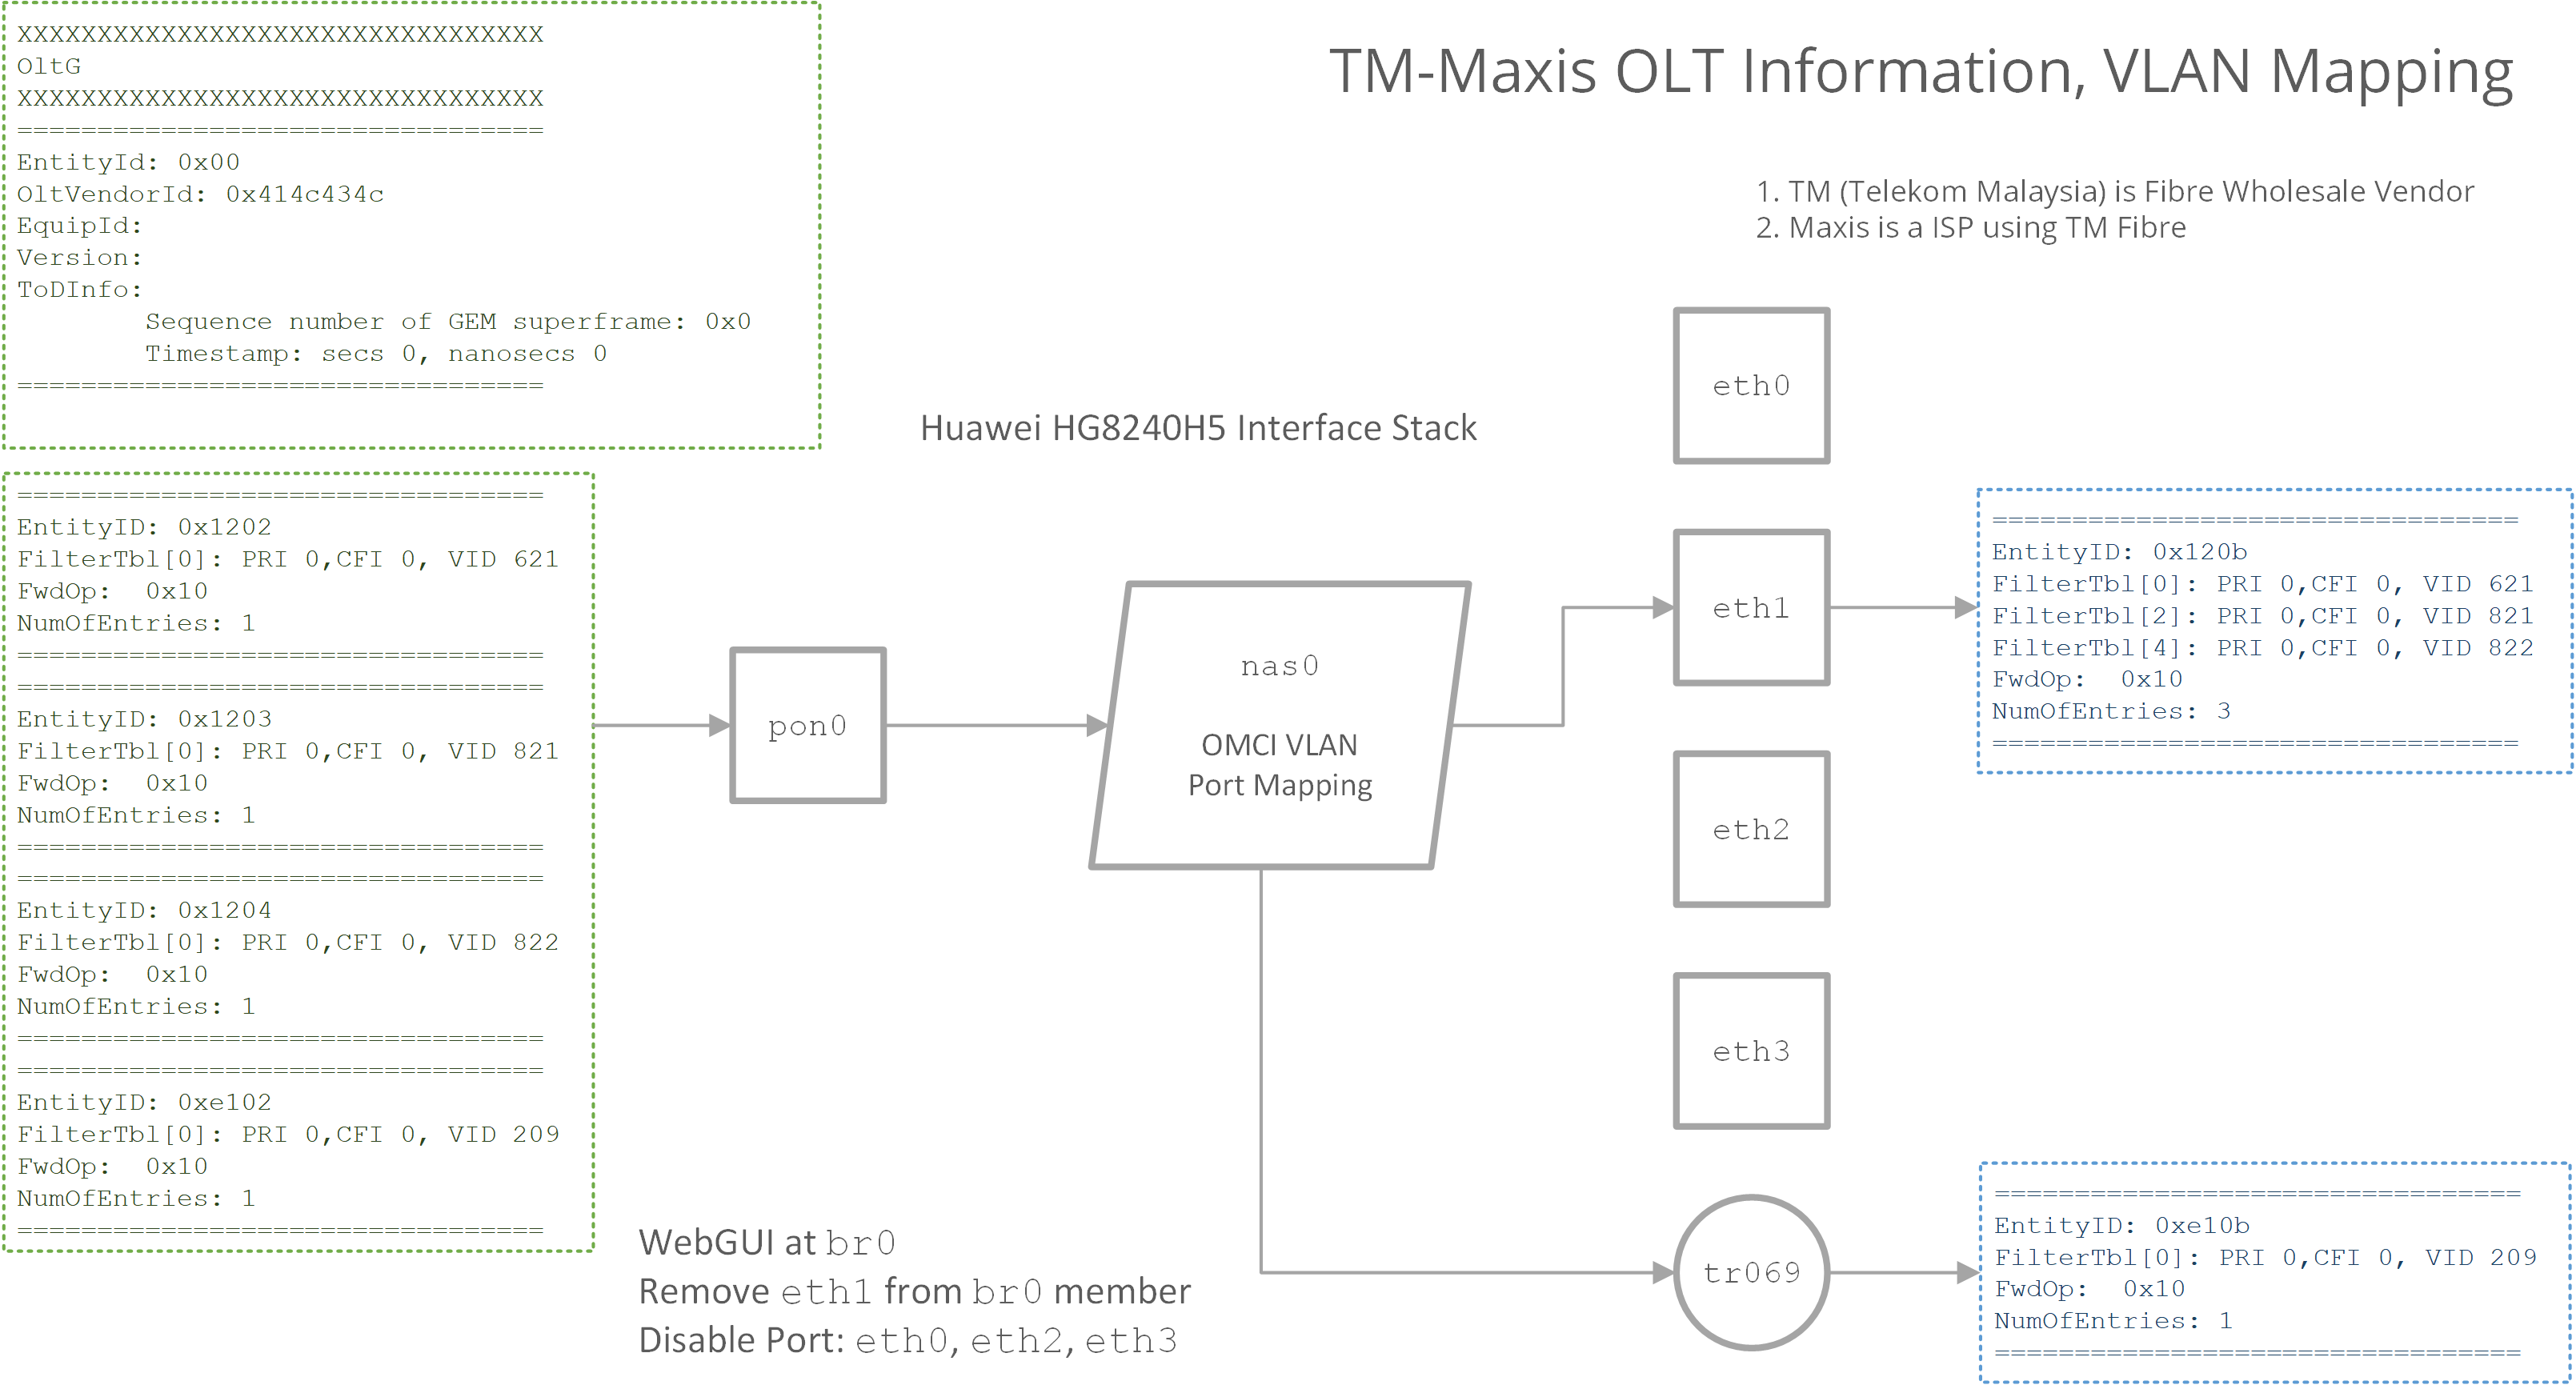 XXXXXXXXXXXXXXXXXXXXXXXXXXXXXXXXX
OltG
XXXXXXXXXXXXXXXXXXXXXXXXXXXXXXXXX
=================================
EntityId: 0x00
OltVendorId: 0x414c434c
EquipId:
Version:
ToDInfo:
Sequence number of GEM superframe: 0x0
Timestamp: secs 0, nanosecs 0
=================================
TM-Maxis OLT Information, VLAN Mapping
1. TM (Telekom Malaysia) is Fibre Wholesale Vendor
2. Maxis is a ISP using TM Fibre
Huawei HG8240H5 Interface Stack
=================================
EntityID: 0x1202
FilterTbl[0]: PRI 0,CFI 0, VID 621
FwdOp:  0x10
NumOfEntries: 1
=================================
=================================
EntityID: 0x1203
FilterTbl[0]: PRI 0,CFI 0, VID 821
FwdOp:  0x10
NumOfEntries: 1
=================================
=================================
EntityID: 0x1204
FilterTbl[0]: PRI 0,CFI 0, VID 822
FwdOp:  0x10
NumOfEntries: 1
=================================
=================================
EntityID: 0xe102
FilterTbl[0]: PRI 0,CFI 0, VID 209
FwdOp:  0x10
NumOfEntries: 1
=================================
pon0
nas0
OMCI VLAN
Port Mapping
eth0
eth1
eth2
eth3
tr069
=================================
EntityID: 0x120b
FilterTbl[0]: PRI 0,CFI 0, VID 621
FilterTbl[2]: PRI 0,CFI 0, VID 821
FilterTbl[4]: PRI 0,CFI 0, VID 822
FwdOp:  0x10
NumOfEntries: 3
=================================
=================================
EntityID: 0xe10b
FilterTbl[0]: PRI 0,CFI 0, VID 209
FwdOp:  0x10
NumOfEntries: 1
=================================
WebGUI at br0
Remove eth1 from br0 member
Disable Port: eth0, eth2, eth3